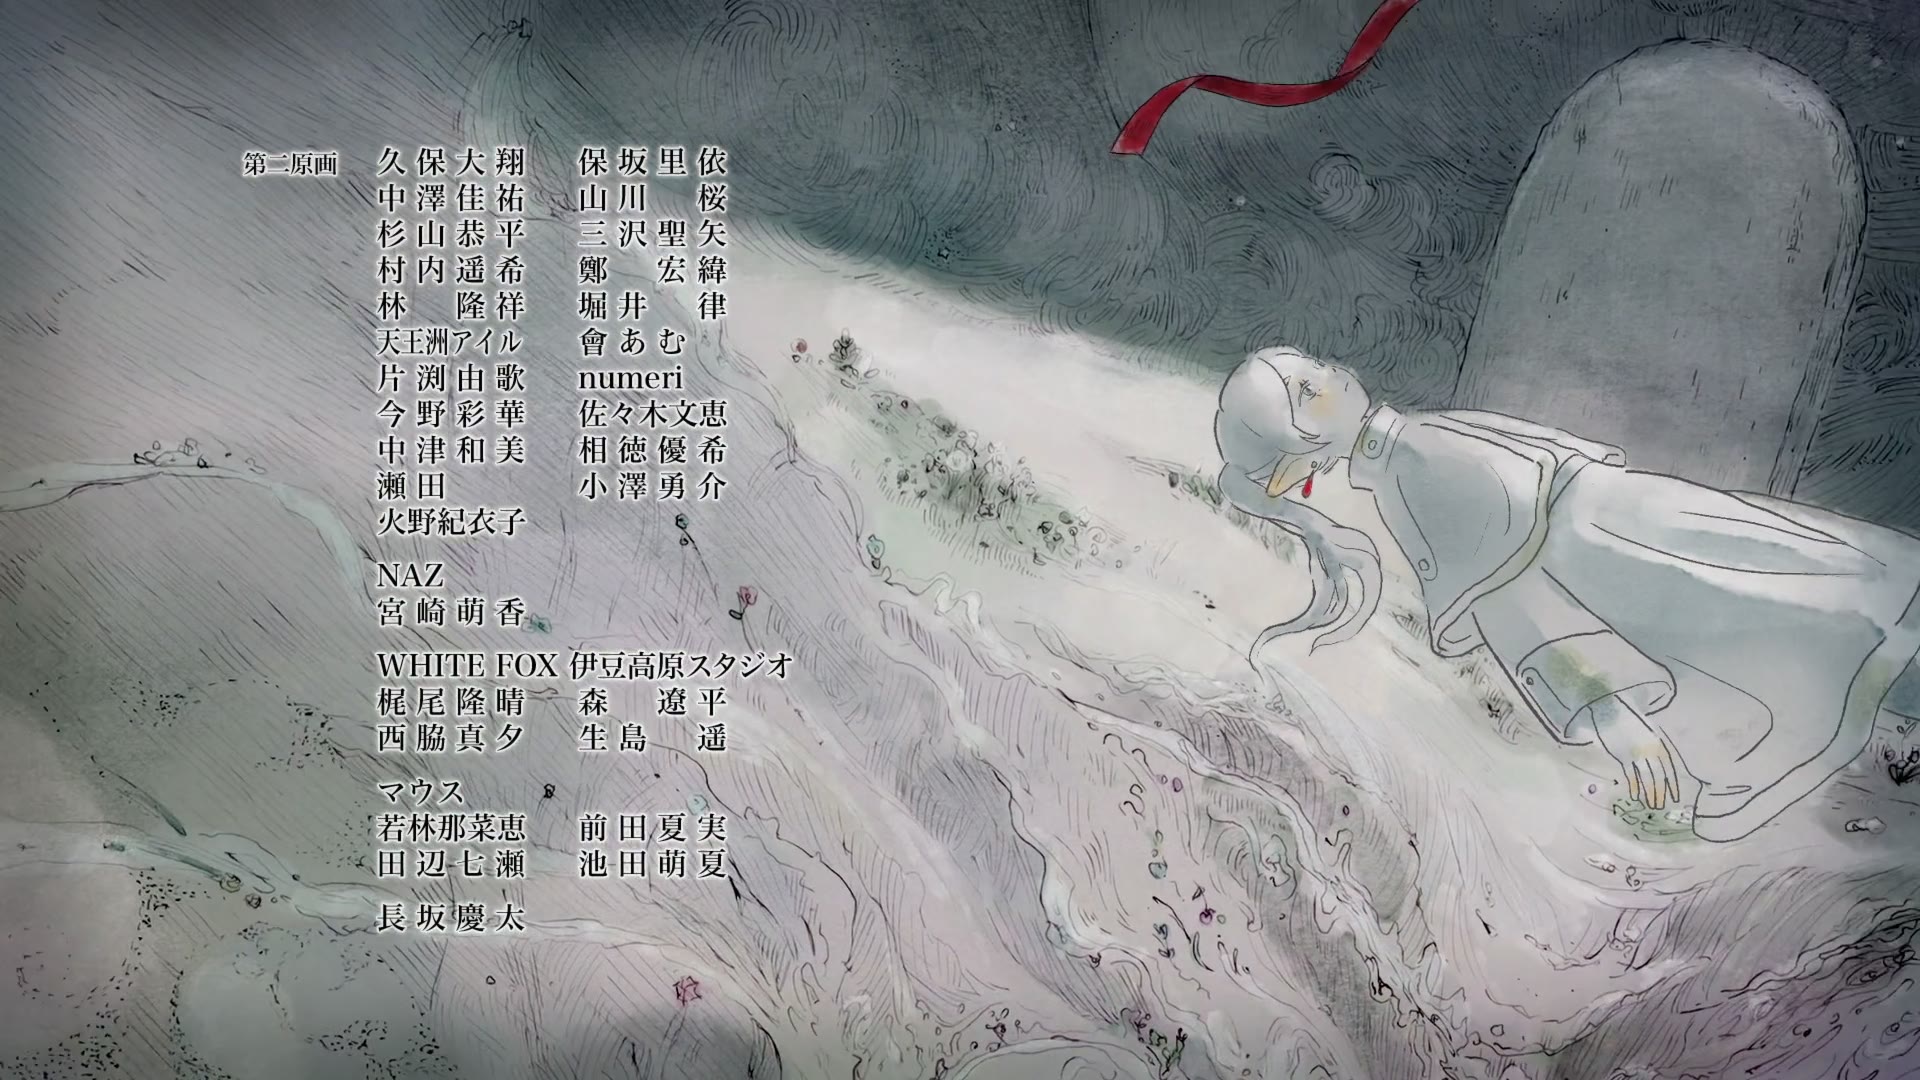 第二原画 久保大翔 保坂里依
中澤佳祐 山川桜
杉山恭平 三沢聖矢
村内遥希 鄭宏緯
林隆祥 堀井律
天王洲アイル 會あむ
片渕由歌 numeri
今野彩華 佐々木文恵
中津和美 相徳優希
瀬田 小澤勇介
火野紀衣子
NAZ
宮崎萌香
WHITE FOX 伊豆高原スタジオ
梶尾隆晴 森遼平
西脇真夕 生島遥
マウス
若林那菜恵 前田夏実
田辺七瀬 池田萌夏
長坂慶太